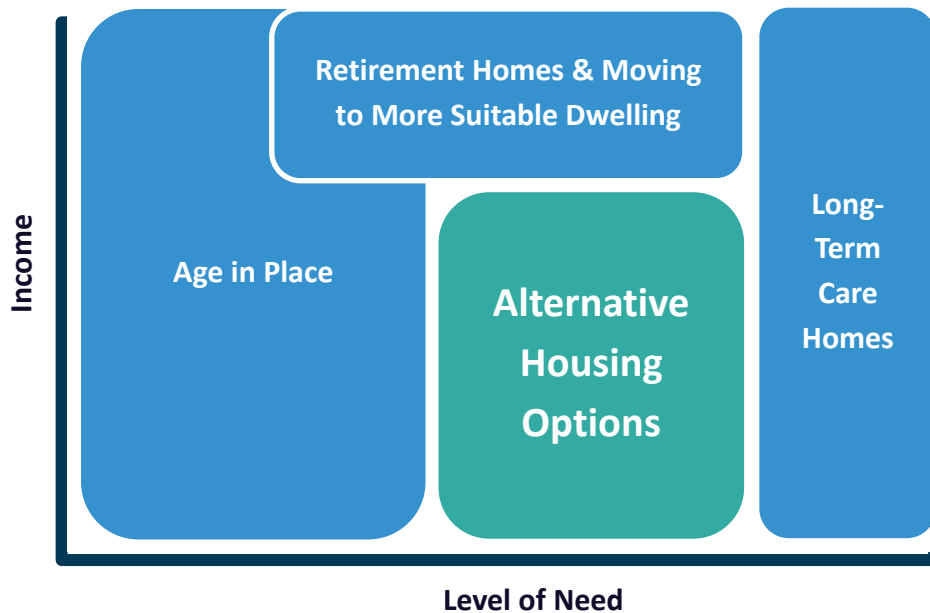 Retirement Homes & Moving
to More Suitable Dwelling
Income
Age in Place
Alternative
Housing
Options
Long-
Term
Care
Homes
Level of Need